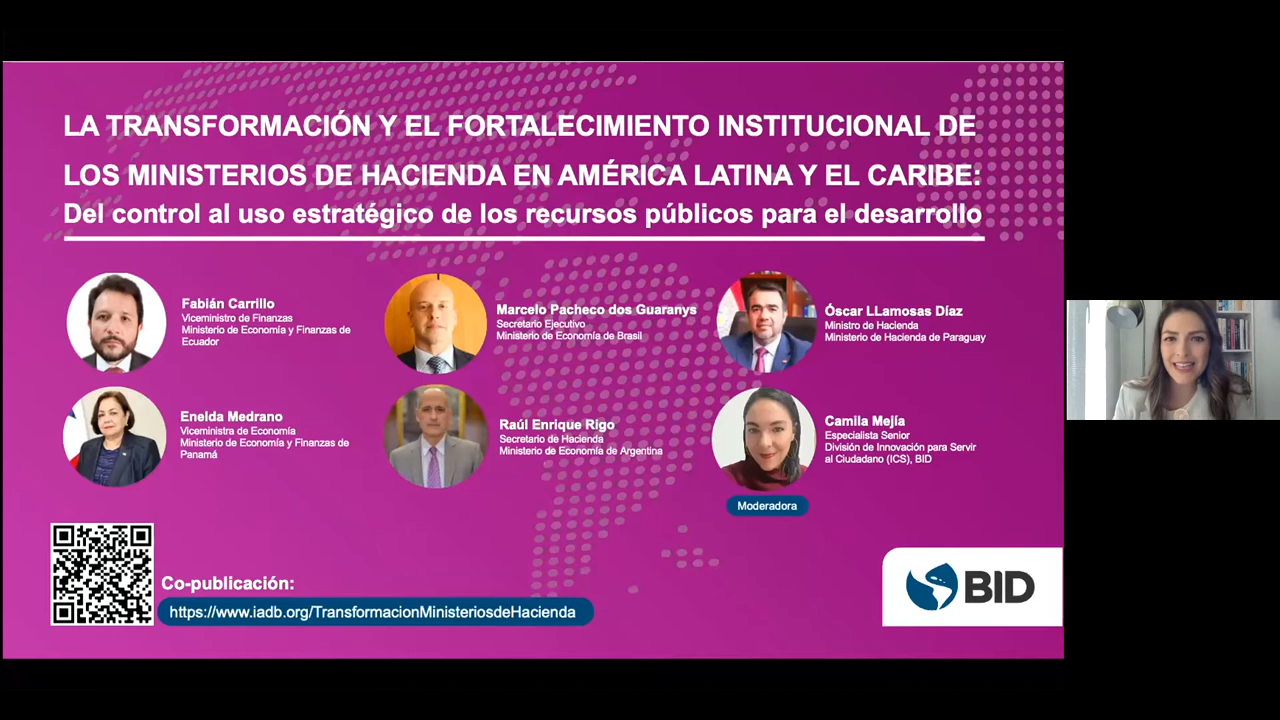 LA TRANSFORMACIÓN Y EL FORTALECIMIENTO INSTITUCIONAL DE
LOS MINISTERIOS DE HACIENDA EN AMÉRICA LATINA Y EL CARIBE:
Del control al uso estratégico de los recursos públicos para el desarrollo
Fabián Carrillo
Viceministro de Finanzas
Ministerio de Economía y Finanzas de
Ecuador
Marcelo Pacheco dos Guaranys
Secretario Ejecutivo
Ministerio de Economía de Brasil
Óscar LLamosas Díaz
Ministro de Hacienda
Ministerio de Hacienda de Paraguay
Enelda Medrano
Viceministra de Economía
Ministerio de Economía y Finanzas de
Panamá
Raúl Enrique Rigo
Secretario de Hacienda
Ministerio de Economía de Argentina
Camila Mejía
Especialista Senior
División de Innovación para Servir
al Ciudadano (ICS), BID
Moderadora
Co-publicación:
https://www.iadb.org/TransformacionMinisteriosdeHacienda
BID